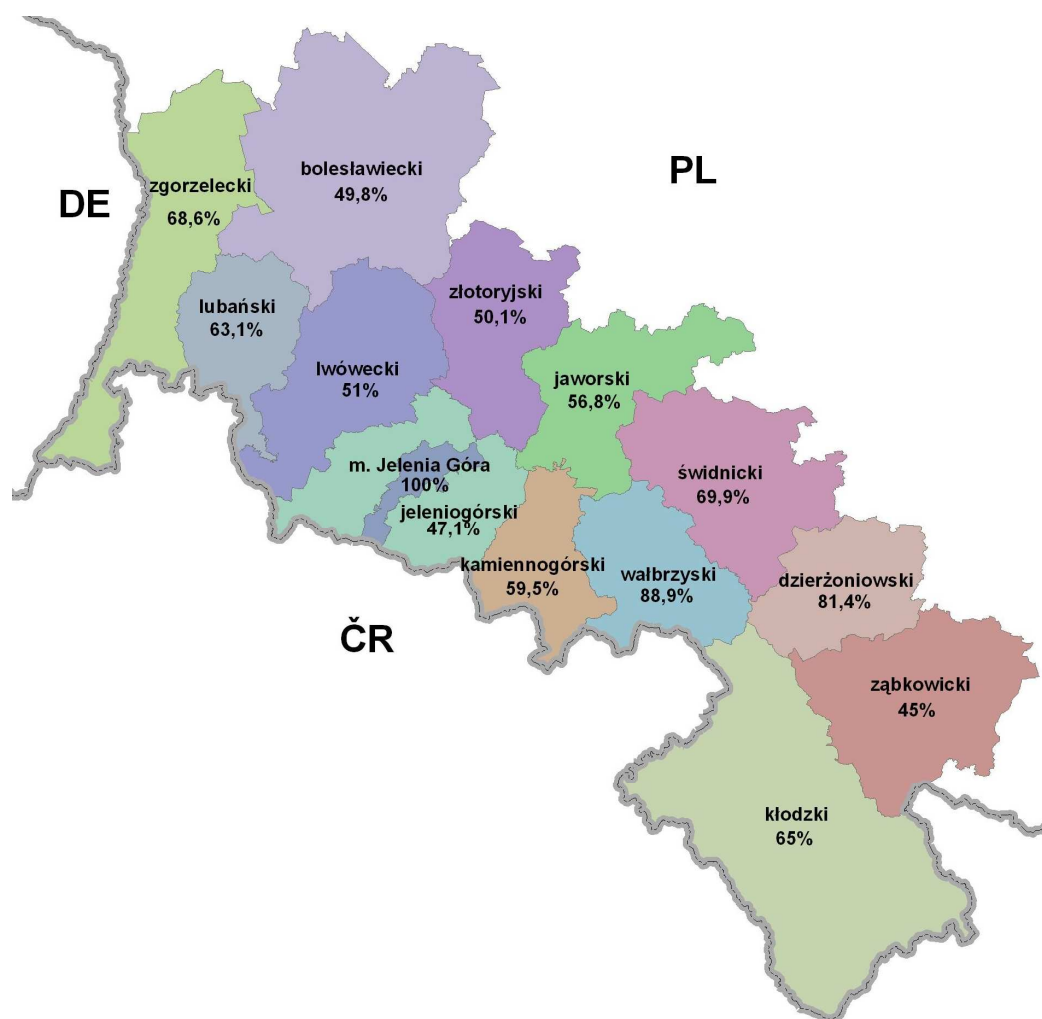 bolesławiecki
49,8%
PL
zgorzelecki
68,6%
DE
złotoryjski
50,1%
lubański
63,1%
lwówecki
51%
jaworski
56,8%
m. Jelenia Góra
100%
świdnicki
69,9%
jeleniogórski
47,1%
kamiennogórski
59,5%
wałbrzyski
88,9%
dzierżoniowski
81,4%
ČR
ząbkowicki
45%
kłodzki
65%